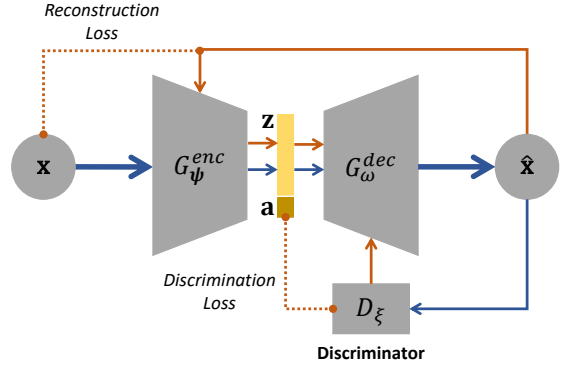 Reconstruction
Loss
z
x
G_ψ^enc
G_ω^dec
x̂
a
Discrimination
Loss
D_ξ
Discriminator